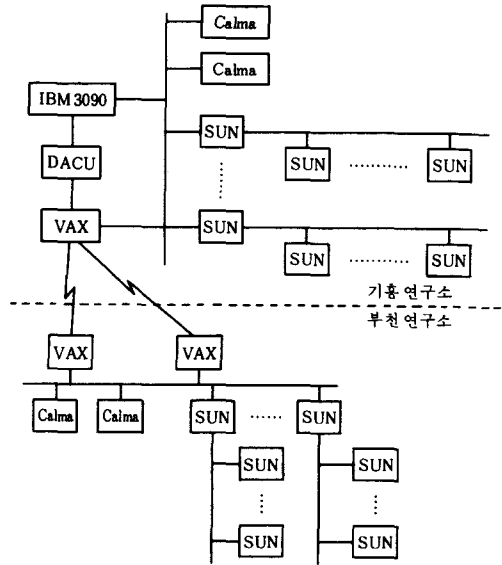 Calma
Calma
IBM 3090
SUN
DACU
SUN ··········· SUN
VAX
SUN
SUN ··········· SUN
기흥 연구소
부천 연구소
VAX
VAX
Calma
Calma
SUN ······ SUN
SUN
SUN
SUN
SUN